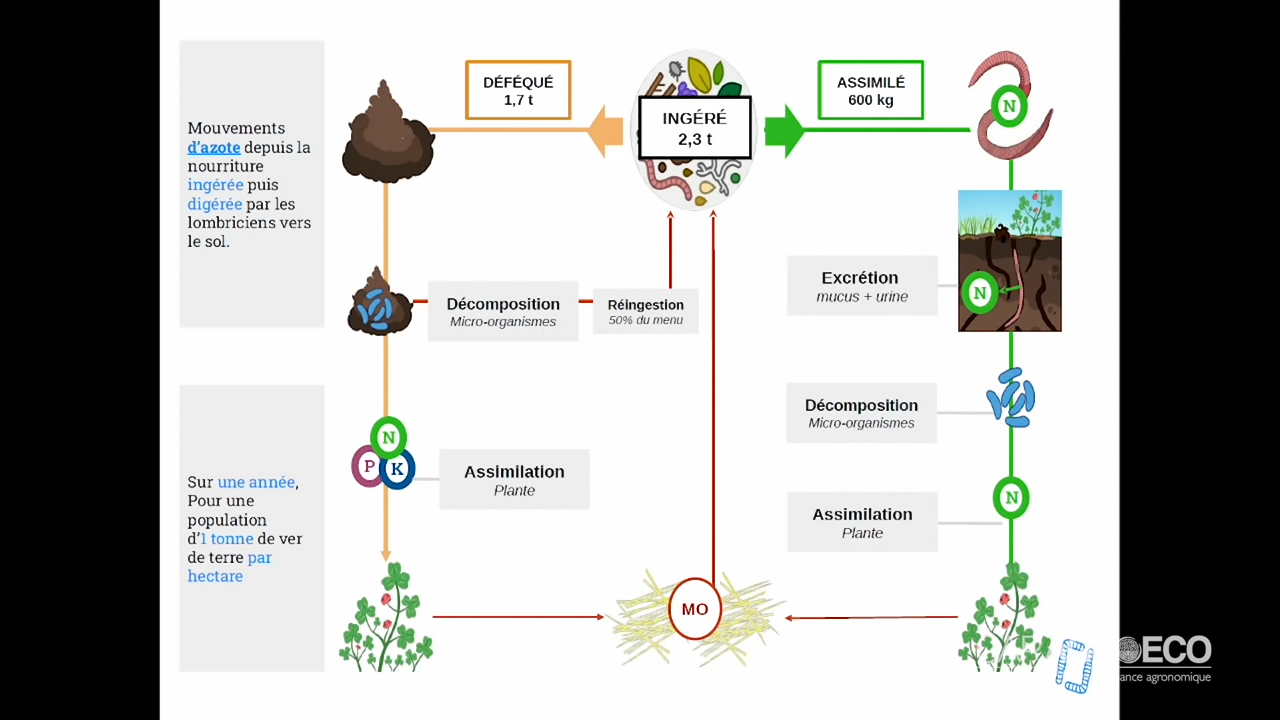 Mouvements
d'azote depuis la
nourriture
ingérée puis
digérée par les
lombriciens vers
le sol.
DÉFÉQUÉ
1,7 t
INGÉRÉ
2,3 t
ASSIMILÉ
600 kg
N
Excrétion
mucus + urine
N
Décomposition
Micro-organismes
Réingestion
50% du menu
Décomposition
Micro-organismes
Sur une année,
Pour une
population
d'1 tonne de ver
de terre par
hectare
N
P
K
Assimilation
Plante
N
Assimilation
Plante
MO
ECO
ance agronomique